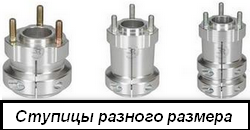 Ступицы разного размера